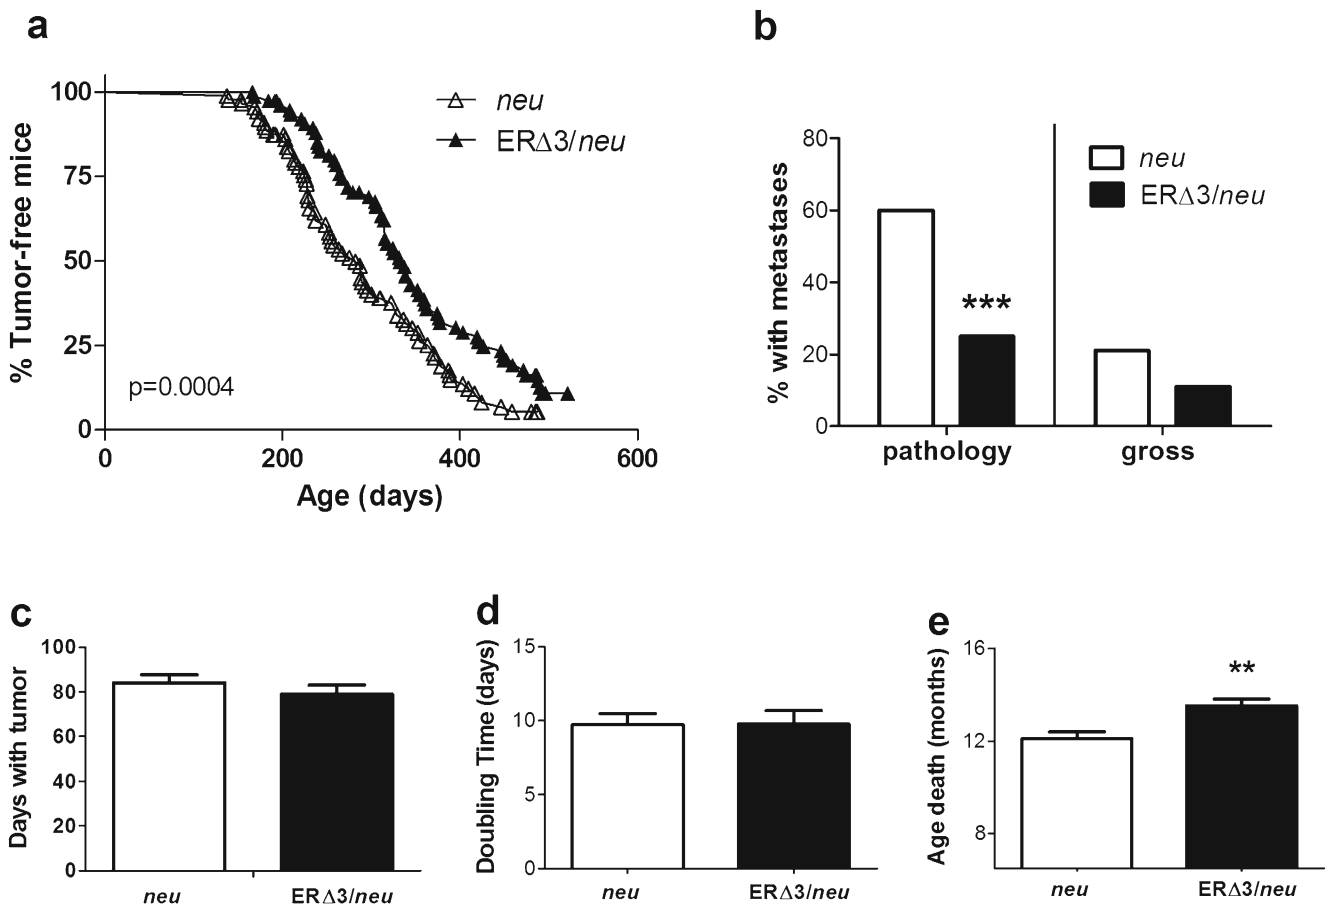 a
% Tumor-free mice
100
75
50
25
0
0
200
400
600
Age (days)
neu
ERΔ3/neu
p=0.0004
b
% with metastases
80
60
40
20
0
neu
ERΔ3/neu
***
pathology
gross
c
Days with tumor
100
80
60
40
20
0
neu
ERΔ3/neu
d
Doubling Time (days)
15
10
5
0
neu
ERΔ3/neu
e
Age death (months)
16
12
8
**
neu
ERΔ3/neu